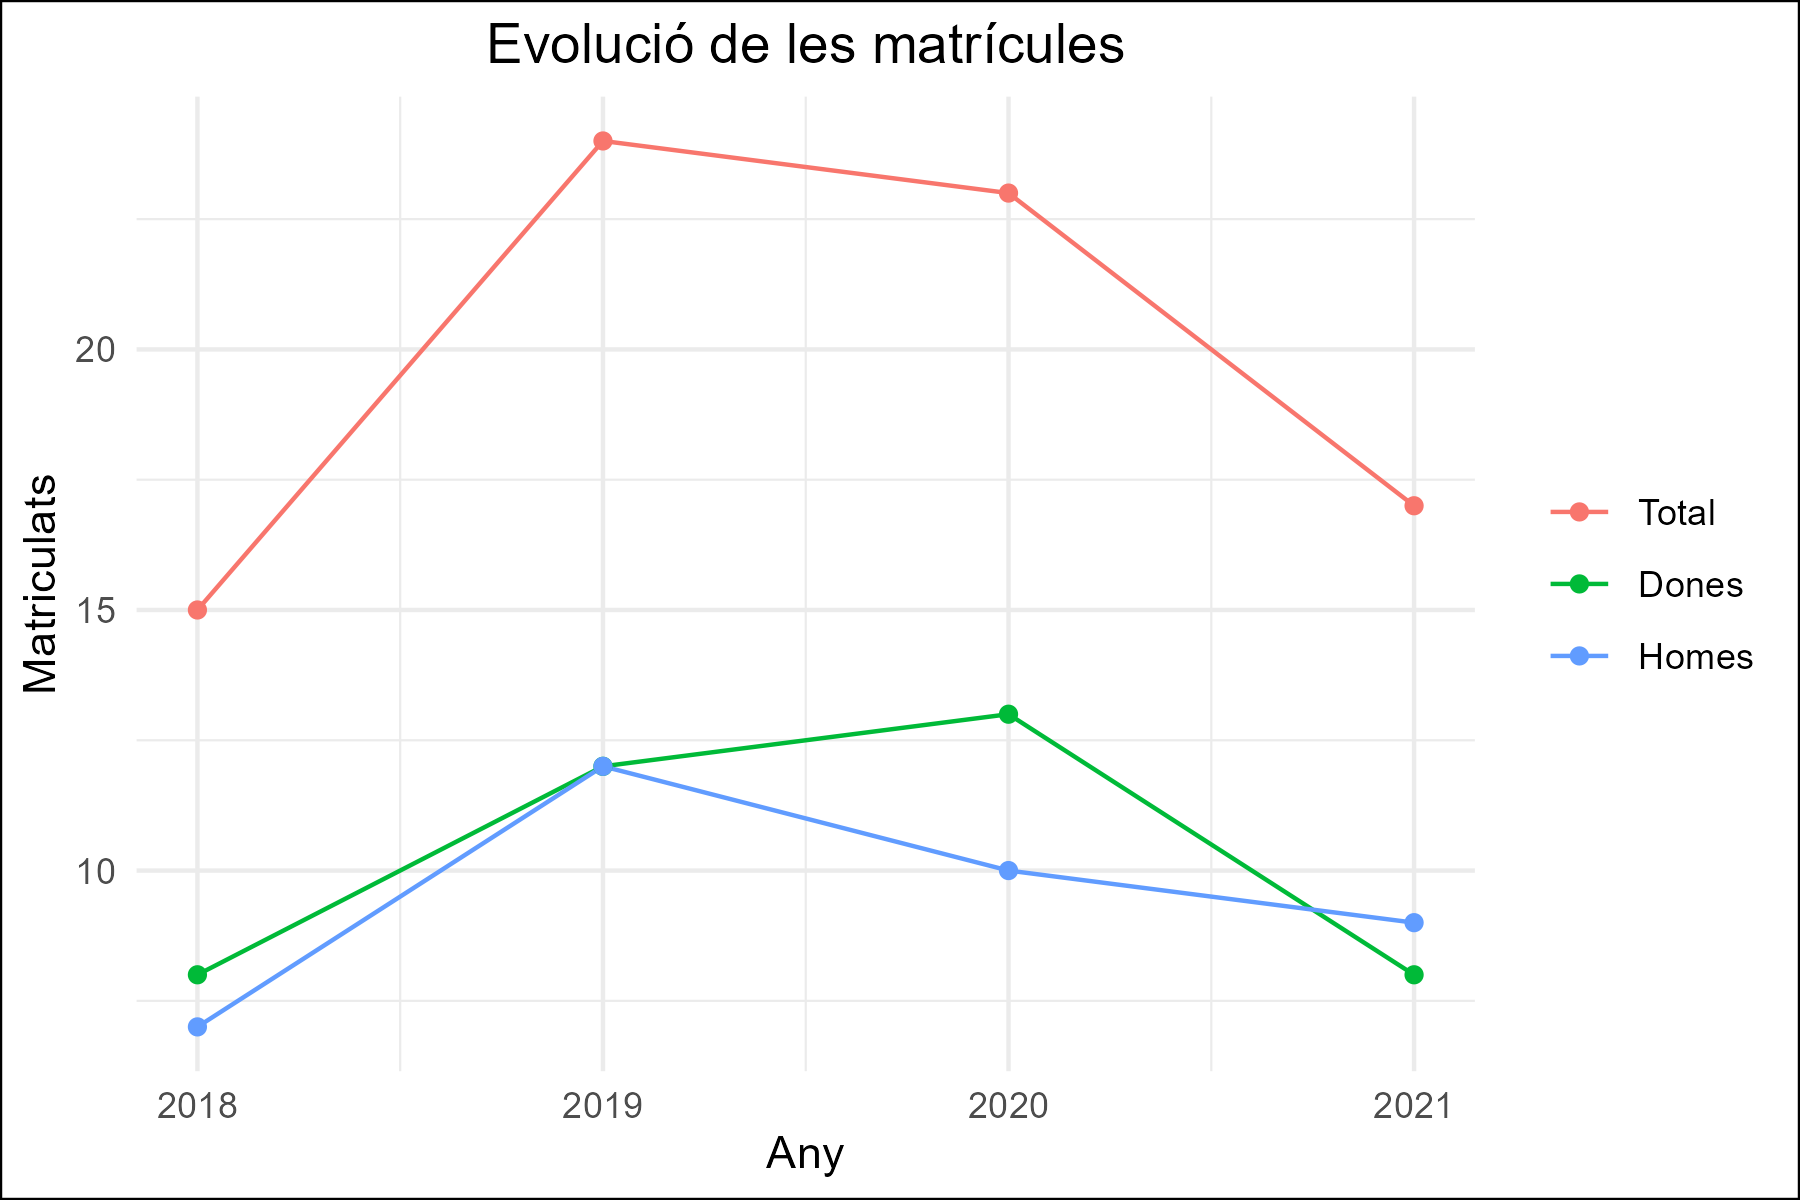 Evolució de les matrícules
Matriculats
20
15
10
2018
2019
2020
2021
Any
Total
Dones
Homes